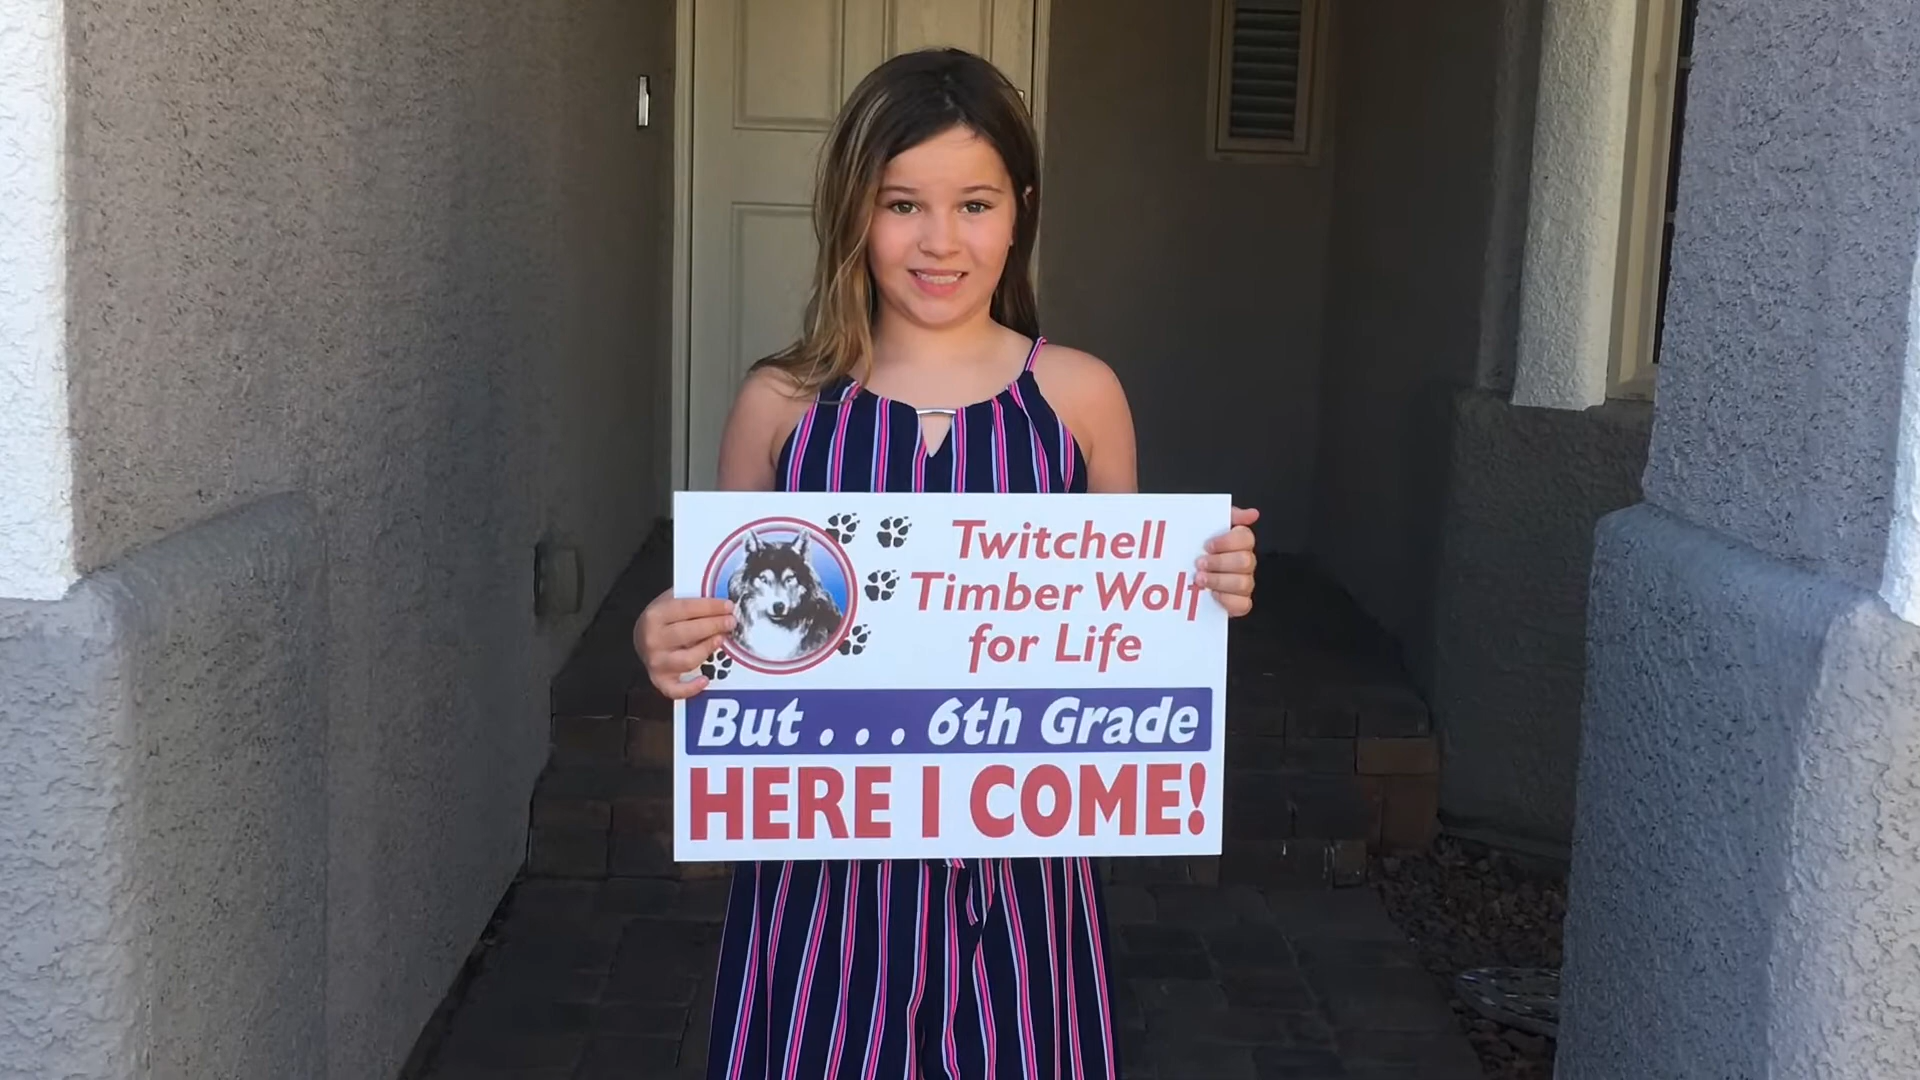 Twitchell
Timber Wolf
for Life
But . . . 6th Grade
HERE I COME!